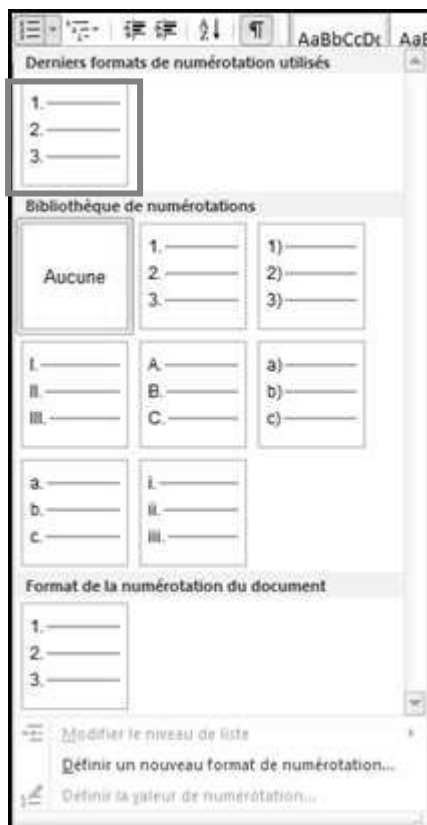 AaBbCcDc AaB
Derniers formats de numérotation utilisés
1.
2.
3.
Bibliothèque de numérotations
Aucune
1.
2.
3.
1)
2)
3)
I.
II.
III.
A.
B.
C.
a)
b)
c)
a.
b.
c.
i.
ii.
iii.
Format de la numérotation du document
1.
2.
3.
Modifier le niveau de liste
Définir un nouveau format de numérotation...
Définir la valeur de numérotation...